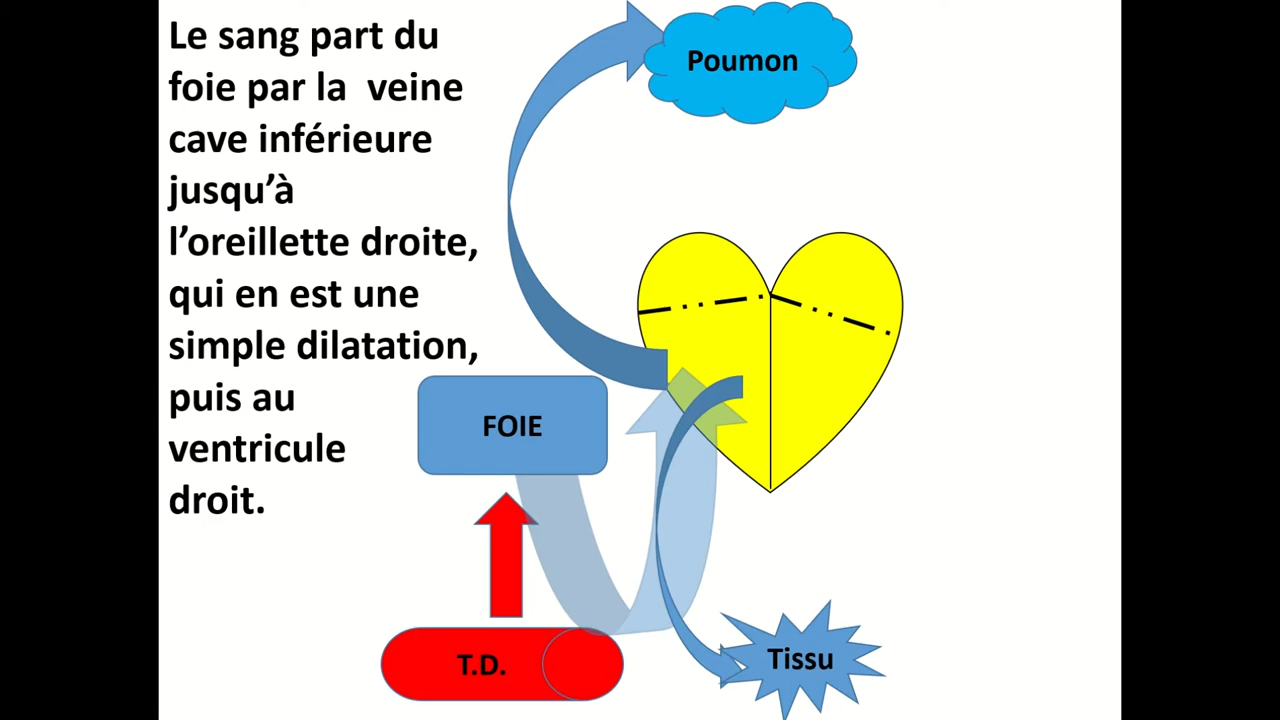 Le sang part du
foie par la  veine
cave inférieure
jusqu’à
l’oreillette droite,
qui en est une
simple dilatation,
puis au
ventricule
droit.
Poumon
FOIE
T.D.
Tissu